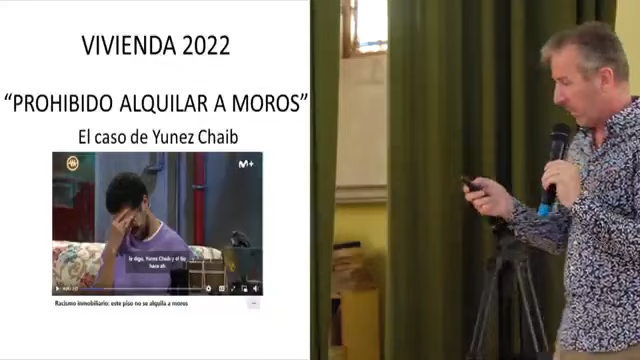 VIVIENDA 2022
“PROHIBIDO ALQUILAR A MOROS”
El caso de Yunez Chaib
M+
la digo, Yunez Chaib y el tío
hace ah.
Racismo inmobiliario: este piso no se alquila a moros